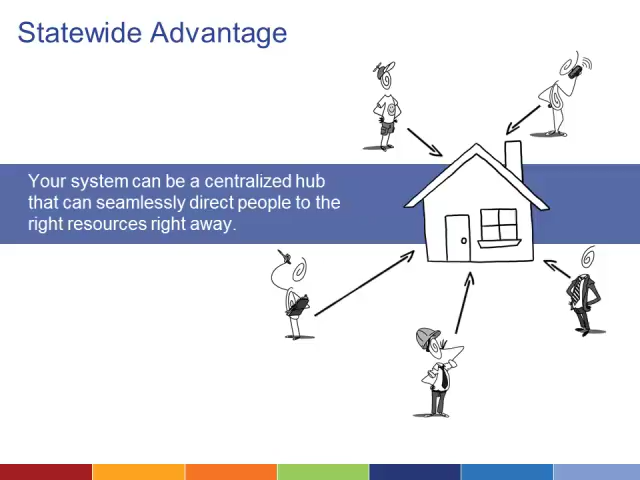 Statewide Advantage
Your system can be a centralized hub
that can seamlessly direct people to the
right resources right away.